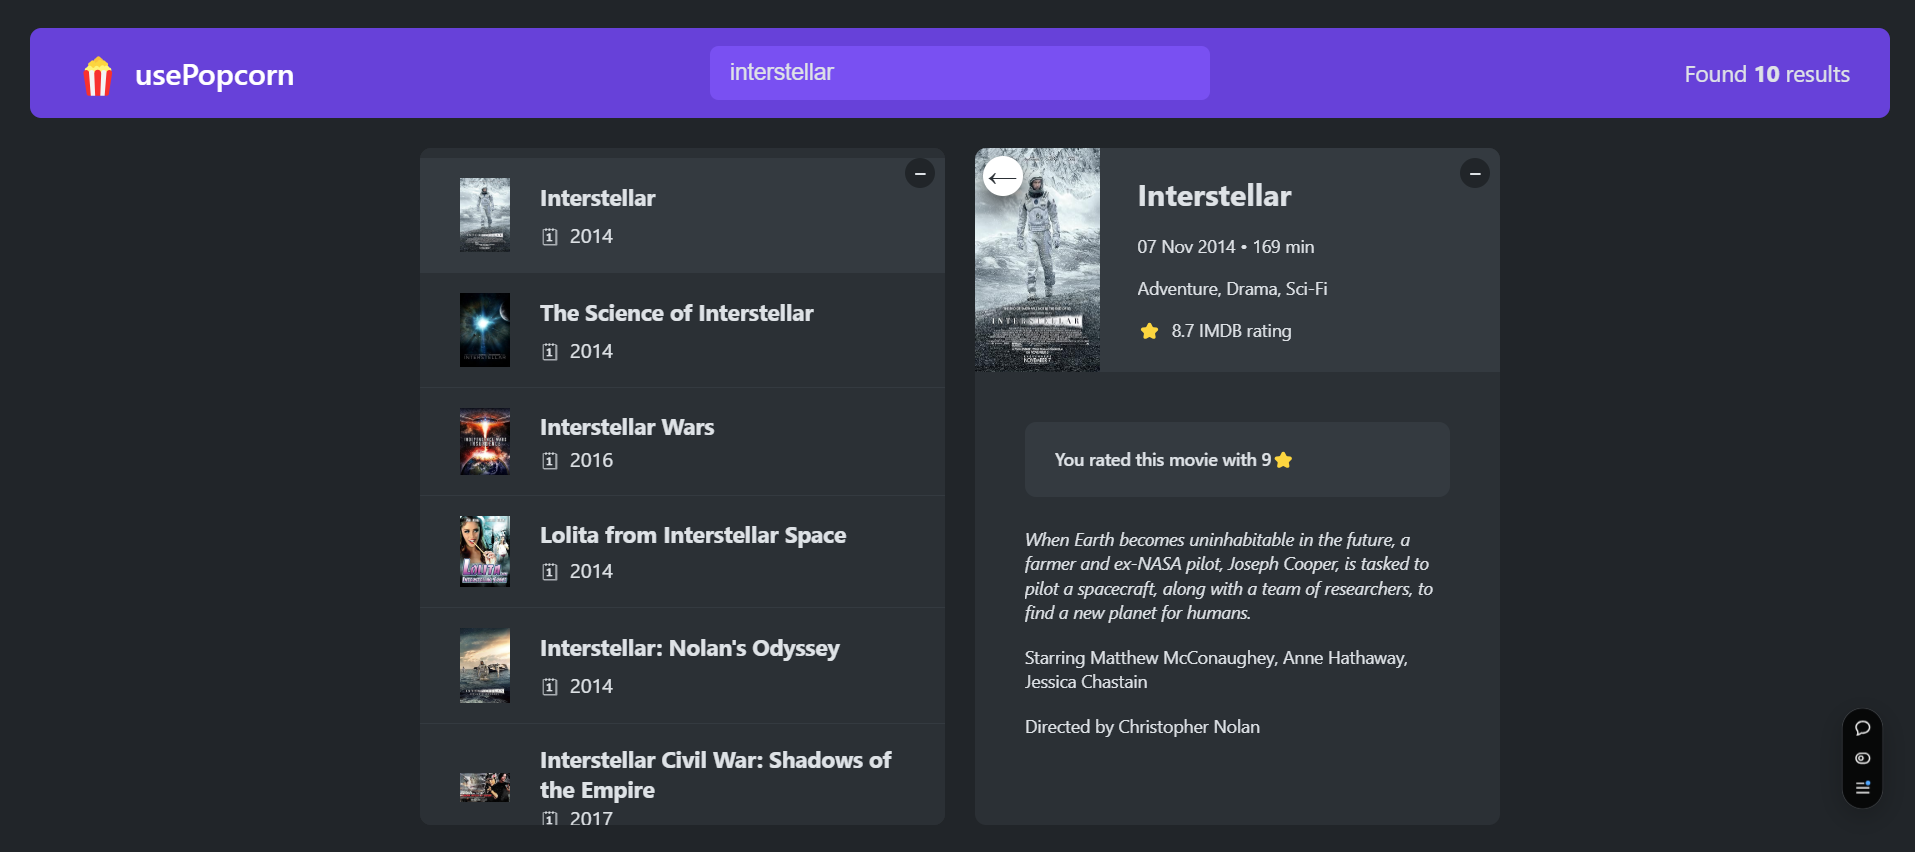 usePopcorn
interstellar
Found 10 results
Interstellar
2014
The Science of Interstellar
2014
Interstellar Wars
2016
Lolita from Interstellar Space
2014
Interstellar: Nolan's Odyssey
2014
Interstellar Civil War: Shadows of
the Empire
2017
INTERSTELLAR
NOVEMBER 7
Interstellar
07 Nov 2014 • 169 min
Adventure, Drama, Sci-Fi
⭐ 8.7 IMDB rating
You rated this movie with 9⭐
When Earth becomes uninhabitable in the future, a
farmer and ex-NASA pilot, Joseph Cooper, is tasked to
pilot a spacecraft, along with a team of researchers, to
find a new planet for humans.
Starring Matthew McConaughey, Anne Hathaway,
Jessica Chastain
Directed by Christopher Nolan